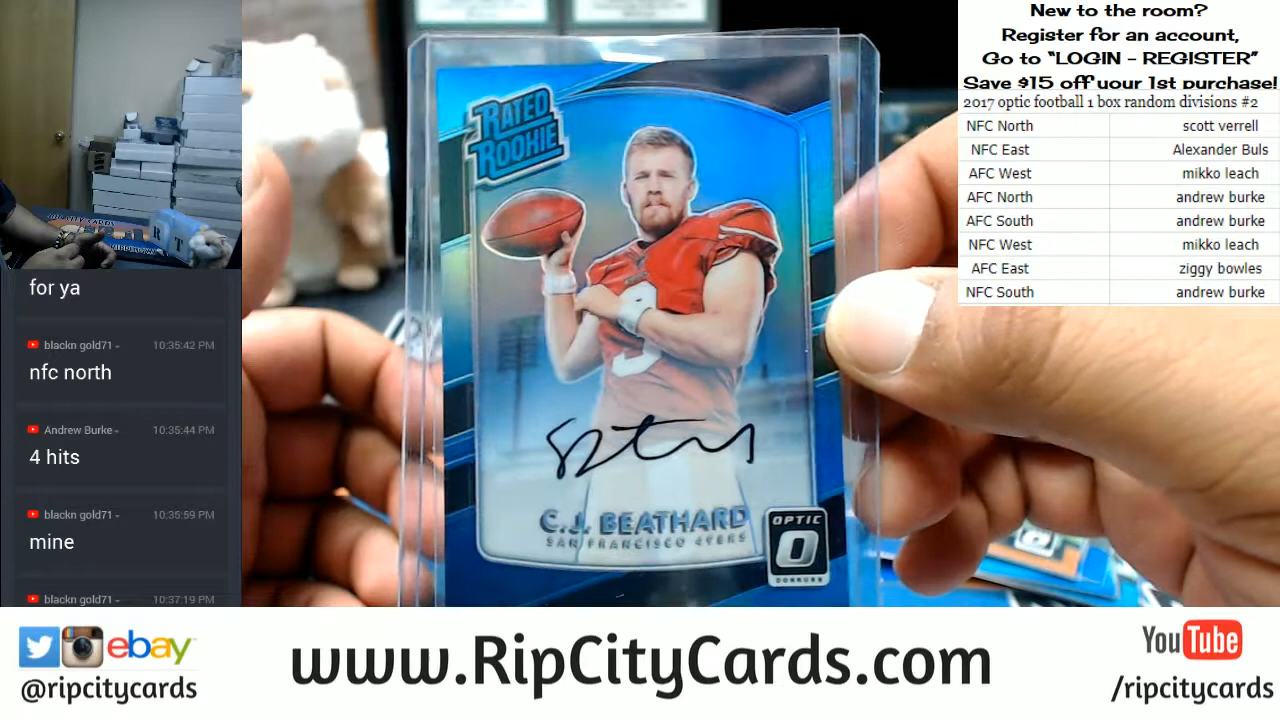 New to the room?
Register for an account,
Go to “LOGIN - REGISTER”
Save $15 off your 1st purchase!
2017 optic football 1 box random divisions #2
NFC North scott verrell
NFC East Alexander Buls
AFC West mikko leach
AFC North andrew burke
AFC South andrew burke
NFC West mikko leach
AFC East ziggy bowles
NFC South andrew burke
RATED
ROOKIE
9
C.J. BEATHARD
SAN FRANCISCO 49ERS
OPTIC
DONRUSS
for ya
blackn gold71 - 10:35:42 PM
nfc north
Andrew Burke - 10:35:44 PM
4 hits
blackn gold71 - 10:35:59 PM
mine
blackn gold71 - 10:37:19 PM
ebay
@ripcitycards
www.RipCityCards.com
YouTube
/ripcitycards